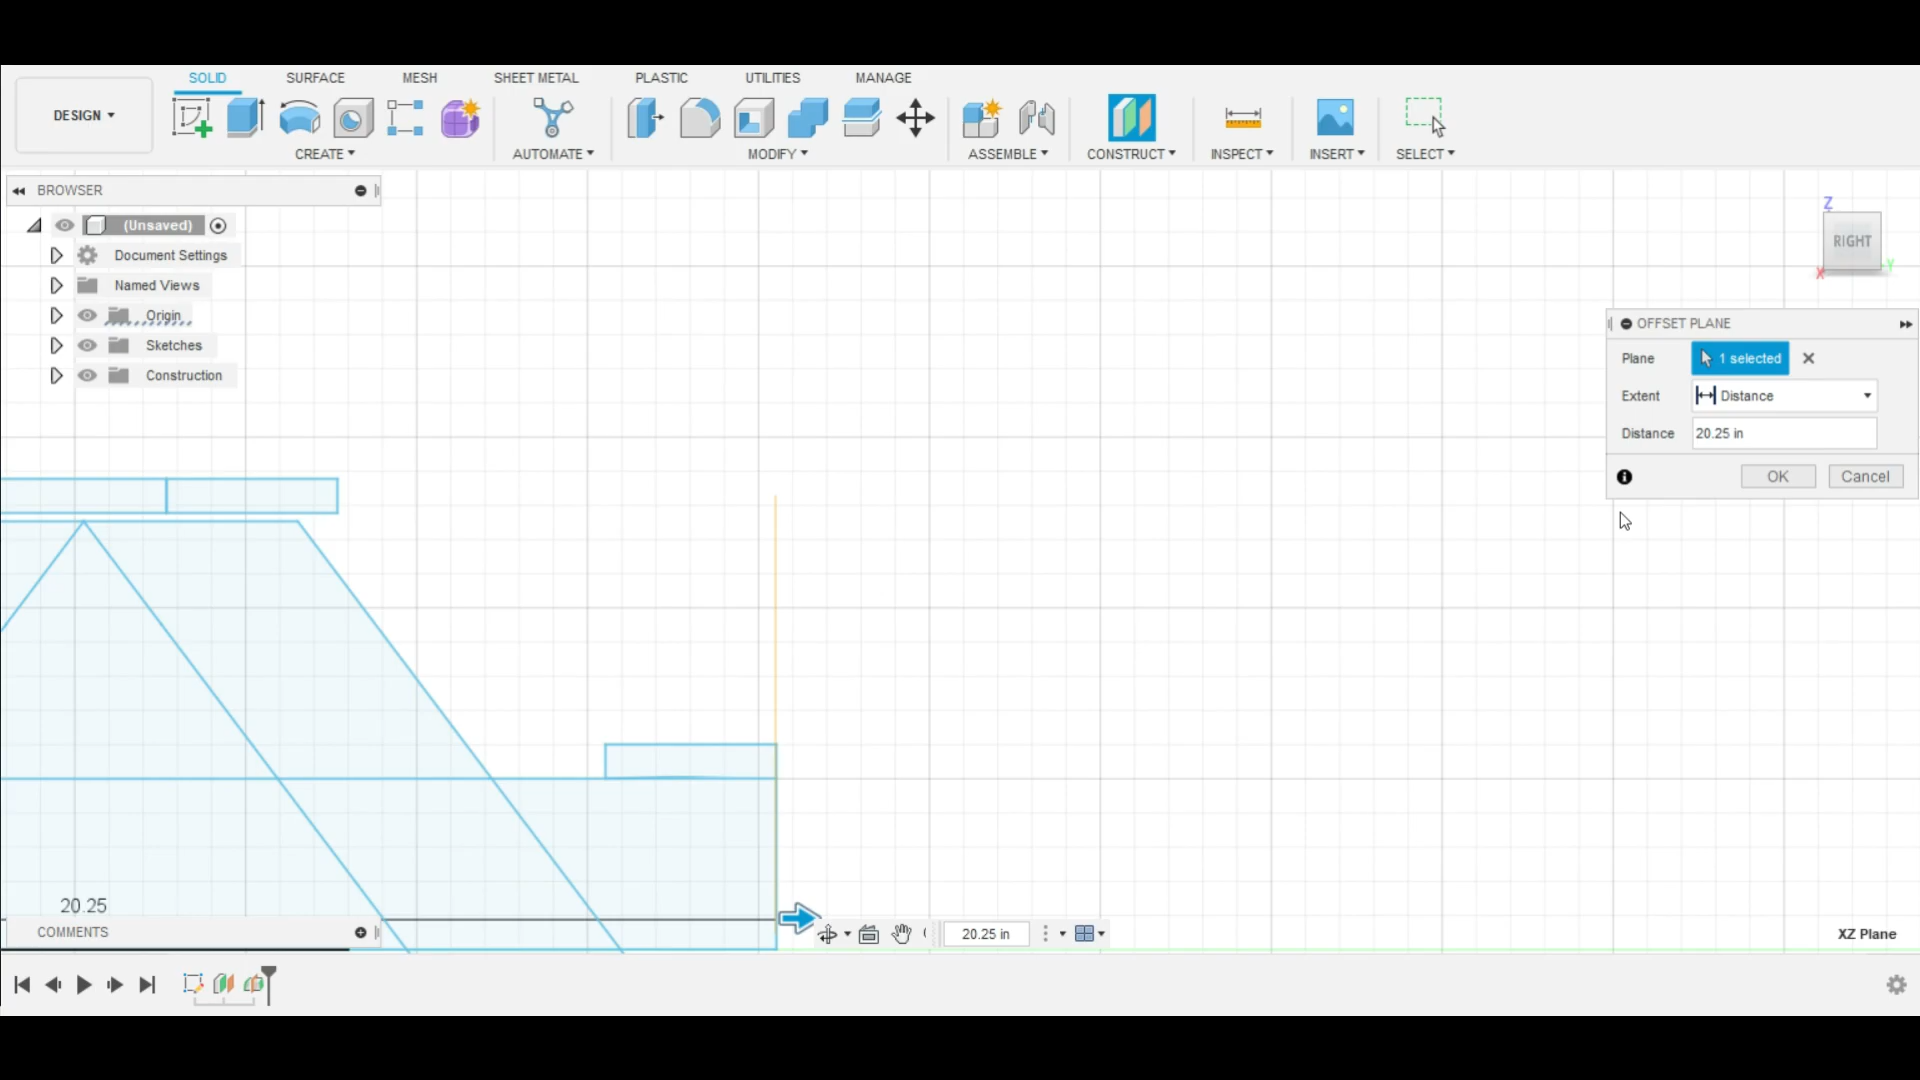 SOLID SURFACE MESH SHEET METAL PLASTIC UTILITIES MANAGE
DESIGN
CREATE AUTOMATE MODIFY ASSEMBLE CONSTRUCT INSPECT INSERT SELECT
BROWSER
(Unsaved)
Document Settings
Named Views
Origin
Sketches
Construction
Z
RIGHT
X
Y
OFFSET PLANE
Plane 1 selected
Extent Distance
Distance 20.25 in
OK Cancel
20.25
COMMENTS
20.25 in
XZ Plane